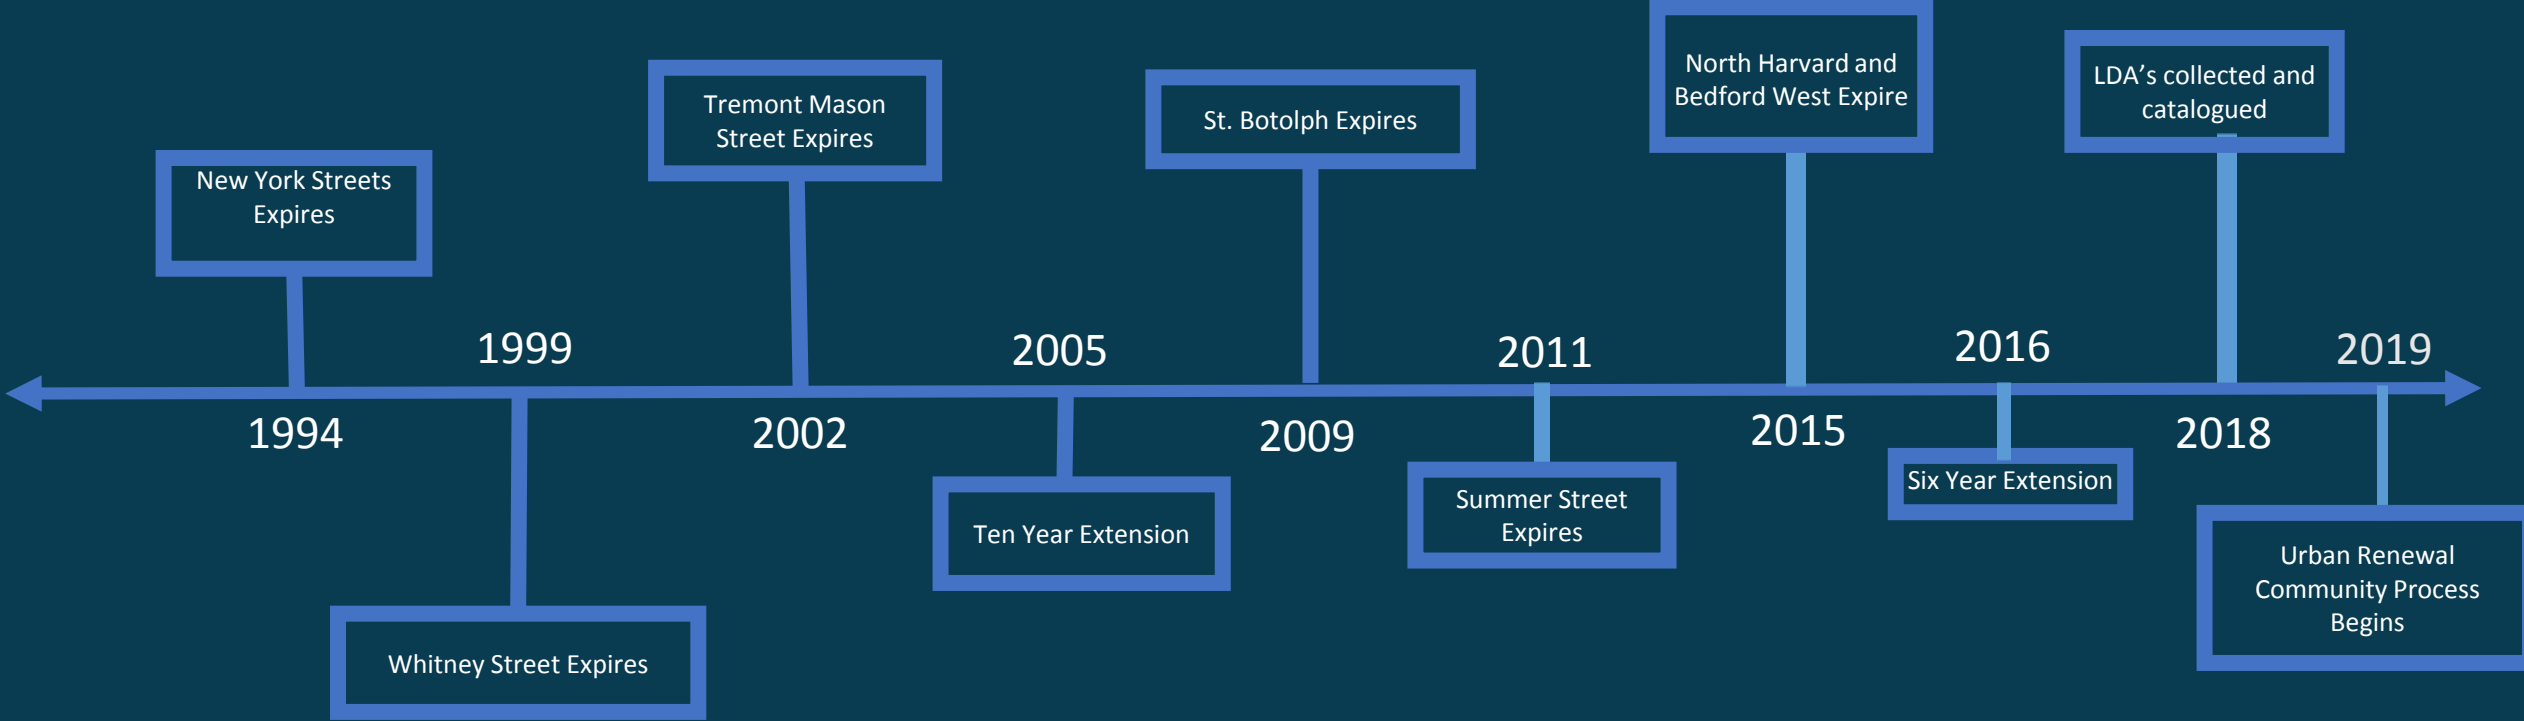 New York Streets
Expires
1994
1999
Whitney Street Expires
Tremont Mason
Street Expires
2002
2005
Ten Year Extension
St. Botolph Expires
2009
2011
Summer Street
Expires
North Harvard and
Bedford West Expire
2015
2016
Six Year Extension
LDA’s collected and
catalogued
2018
2019
Urban Renewal
Community Process
Begins